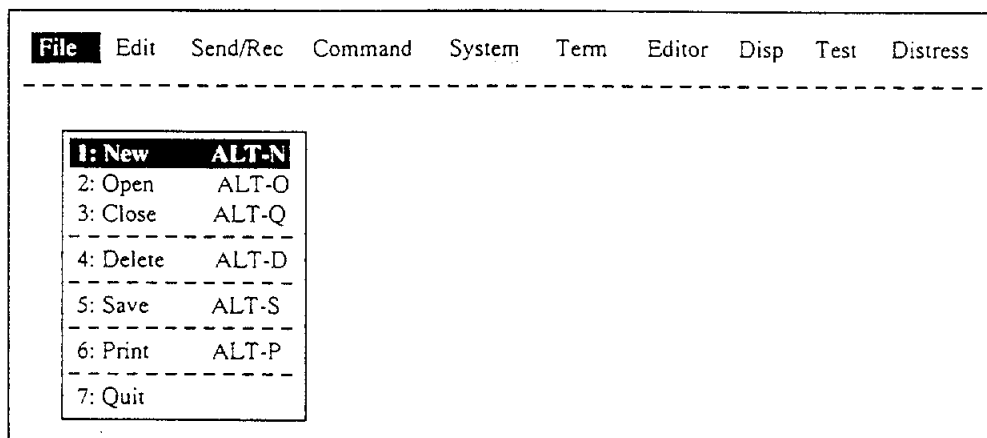 File Edit Send/Rec Command System Term Editor Disp Test Distress
1: New ALT-N
2: Open ALT-O
3: Close ALT-Q
4: Delete ALT-D
5: Save ALT-S
6: Print ALT-P
7: Quit